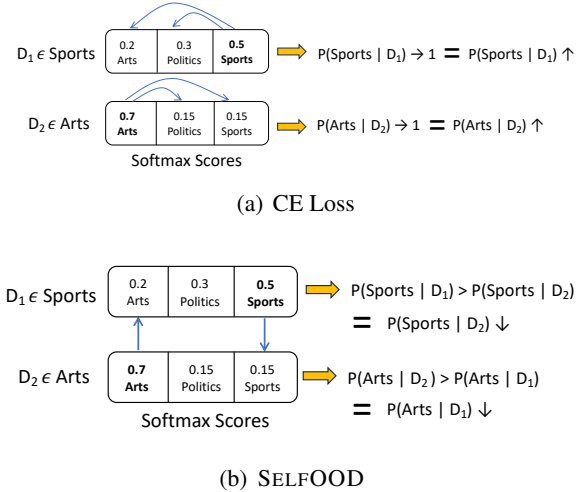 0.2 0.3 0.5
D₁ ϵ Sports Arts Politics Sports P(Sports | D₁) → 1 = P(Sports | D₁) ↑
0.7 0.15 0.15
D₂ ϵ Arts Arts Politics Sports P(Arts | D₂) → 1 = P(Arts | D₂) ↑
Softmax Scores
(a) CE Loss
0.2 0.3 0.5
D₁ ϵ Sports Arts Politics Sports P(Sports | D₁) > P(Sports | D₂)
= P(Sports | D₂) ↓
0.7 0.15 0.15
D₂ ϵ Arts Arts Politics Sports P(Arts | D₂) > P(Arts | D₁)
= P(Arts | D₁) ↓
Softmax Scores
(b) SELFOOD